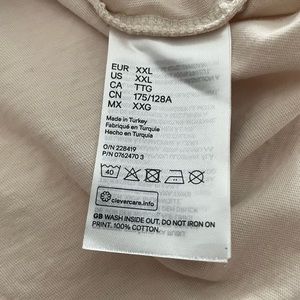 EUR XXL
US XXL
CA TTG
CN 175/128A
MX XXG
Made in Turkey
Fabriqué en Turquie
Hecho en Turquía
O/N 228419
P/N 0762470 3
40
clevercare.info
GB WASH INSIDE OUT. DO NOT IRON ON
PRINT. 100% COTTON.